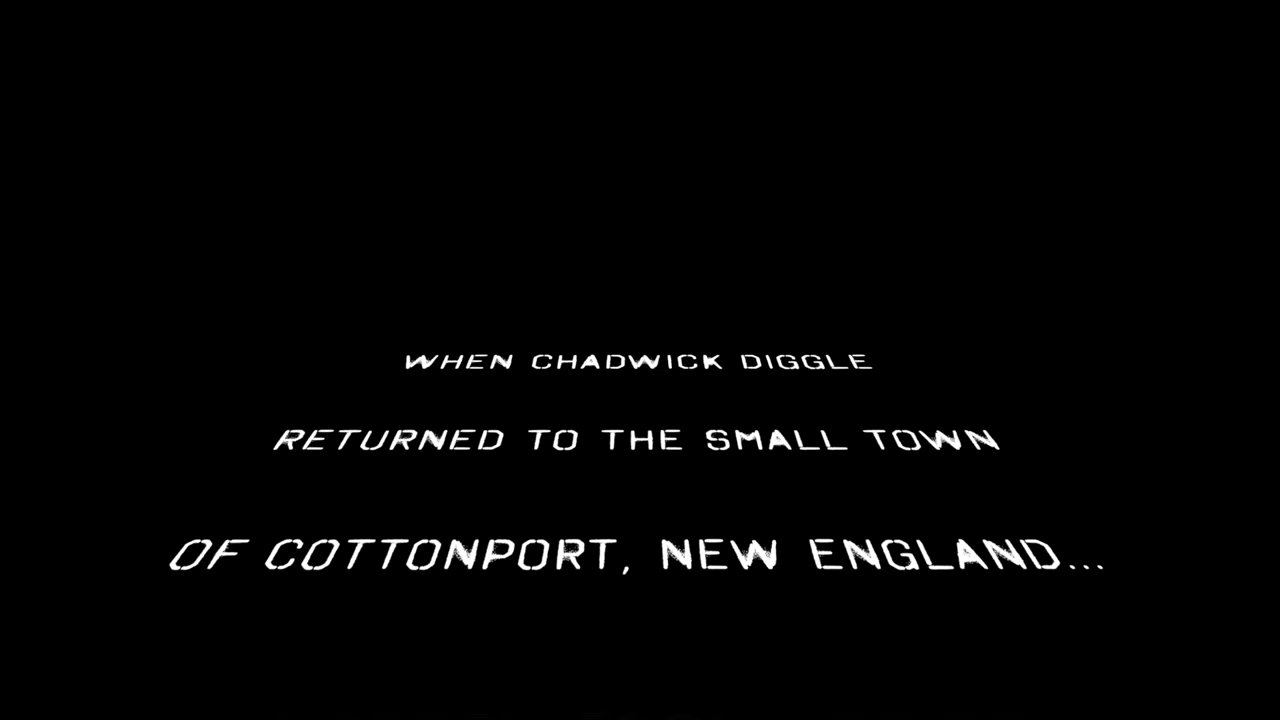 WHEN CHADWICK DIGGLE
RETURNED TO THE SMALL TOWN
OF COTTONPORT, NEW ENGLAND...